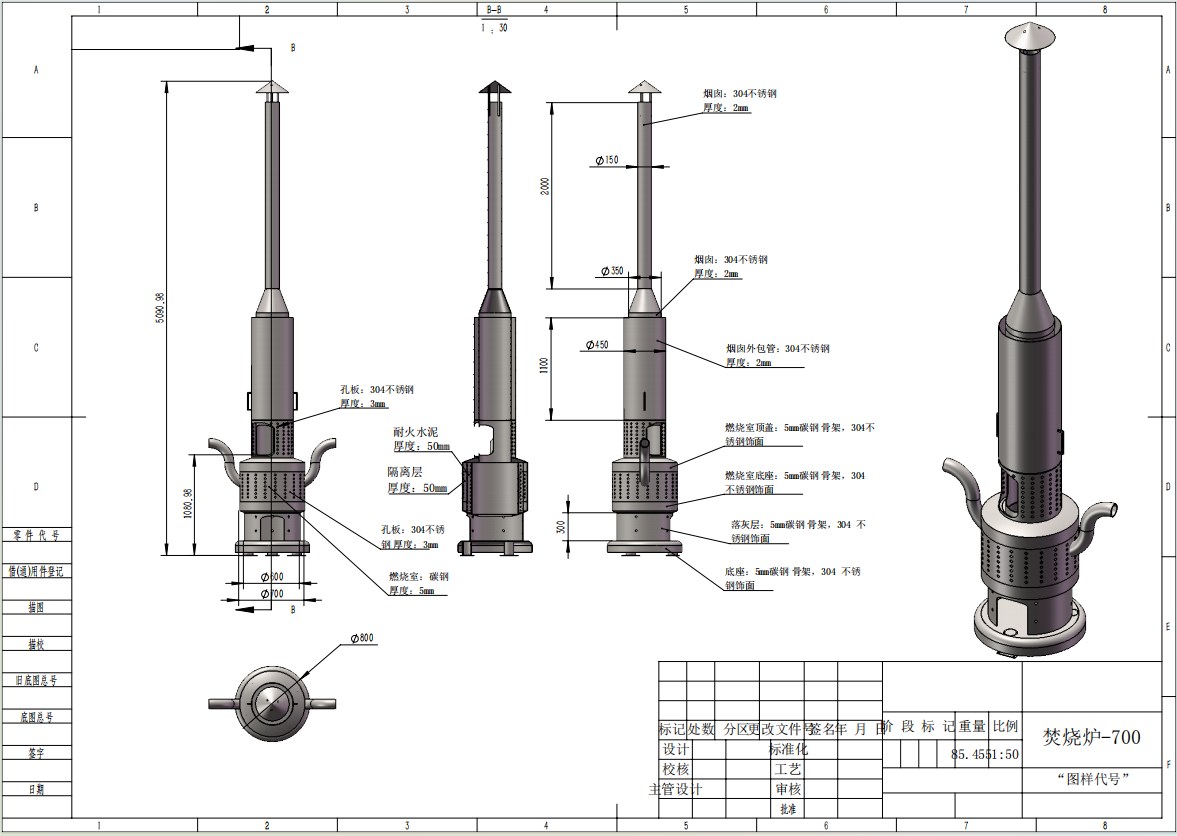 1 2 3 B-B 4 5 6 7 8
1 : 30
B
A
A
烟囱: 304不锈钢
厚度: 2mm
Φ150
2000
B
B
Φ350
烟囱: 304不锈钢
厚度: 2mm
5090.98
C
C
Φ450
1100
烟囱外包管: 304不锈钢
厚度: 2mm
孔板: 304不锈钢
厚度: 3mm
耐火水泥
厚度: 50mm
隔离层
厚度: 50mm
燃烧室顶盖: 5mm碳钢 骨架, 304不
锈钢饰面
燃烧室底座: 5mm碳钢 骨架, 304
不锈钢饰面
D
D
1080.98
300
落灰层: 5mm碳钢 骨架, 304 不
锈钢饰面
孔板: 304不锈
钢 厚度: 3mm
底座: 5mm碳钢 骨架, 304 不锈
钢饰面
燃烧室: 碳钢
厚度: 5mm
Φ600
Φ700
B
零件代号
借(通)用件登记
描图
描校
旧底图总号
底图总号
签字
日期
Φ800
E
F
标记 处数 分区 更改文件号 签名 年 月 日
设计 标准化
校核 工艺
主管设计 审核
批准
阶段标记 重量 比例
85.455 1:50
焚烧炉-700
“图样代号”
1 2 3 4 5 6 7 8